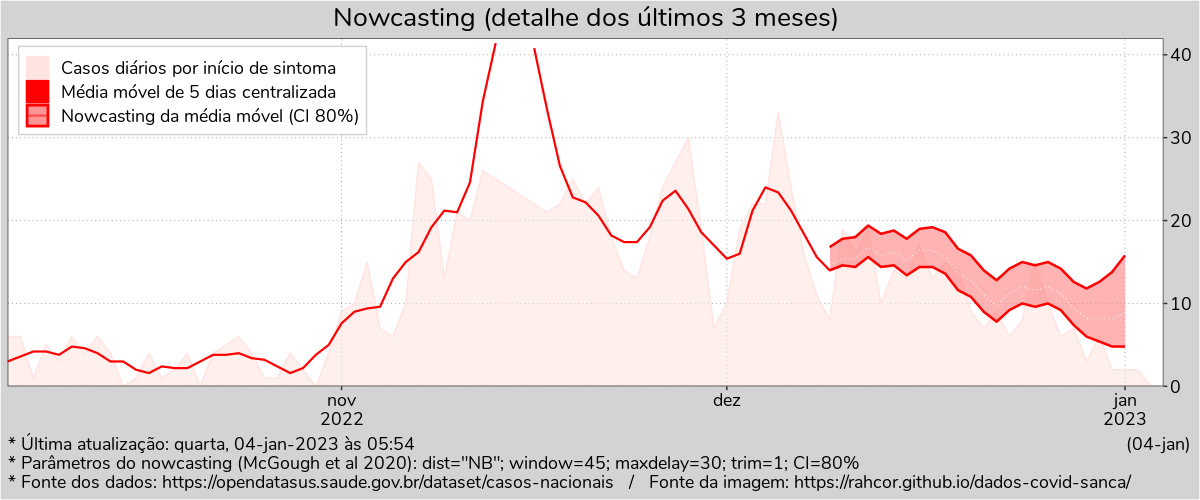 Nowcasting (detalhe dos últimos 3 meses)
Casos diários por início de sintoma
Média móvel de 5 dias centralizada
Nowcasting da média móvel (CI 80%)
40
30
20
10
0
nov dez jan
2022 2023
* Última atualização: quarta, 04-jan-2023 às 05:54 (04-jan)
* Parâmetros do nowcasting (McGough et al 2020): dist="NB"; window=45; maxdelay=30; trim=1; CI=80%
* Fonte dos dados: https://opendatasus.saude.gov.br/dataset/casos-nacionais / Fonte da imagem: https://rahcor.github.io/dados-covid-sanca/